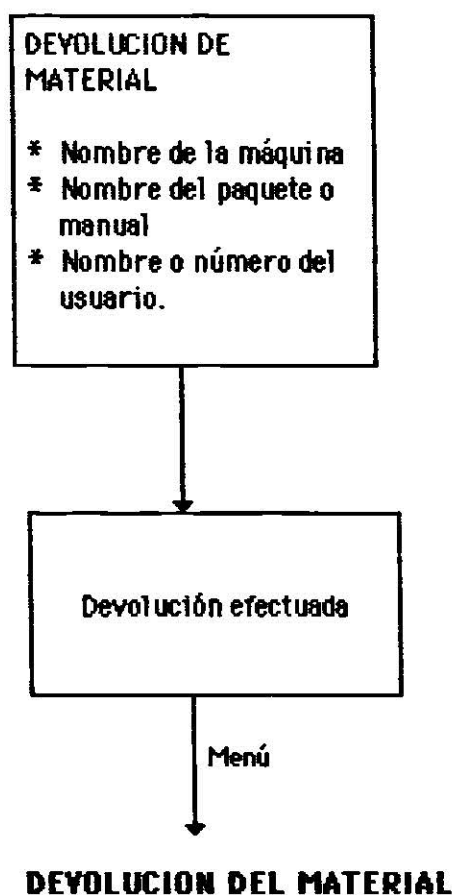 DEVOLUCION DE
MATERIAL
* Nombre de la máquina
* Nombre del paquete o
manual
* Nombre o número del
usuario.
Devolución efectuada
Menú
DEVOLUCION DEL MATERIAL